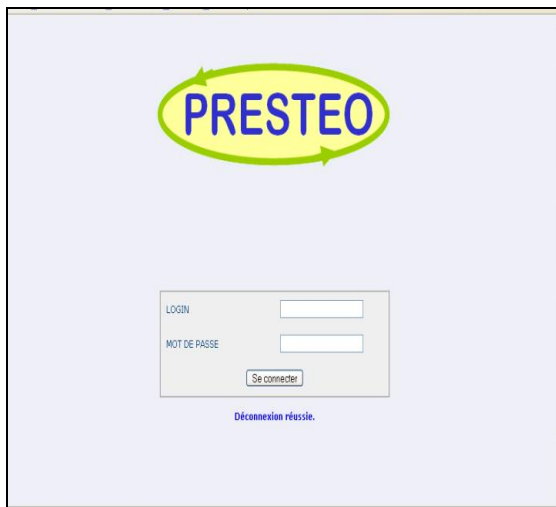 PRESTEO
LOGIN
MOT DE PASSE
Se connecter
Déconnexion réussie.